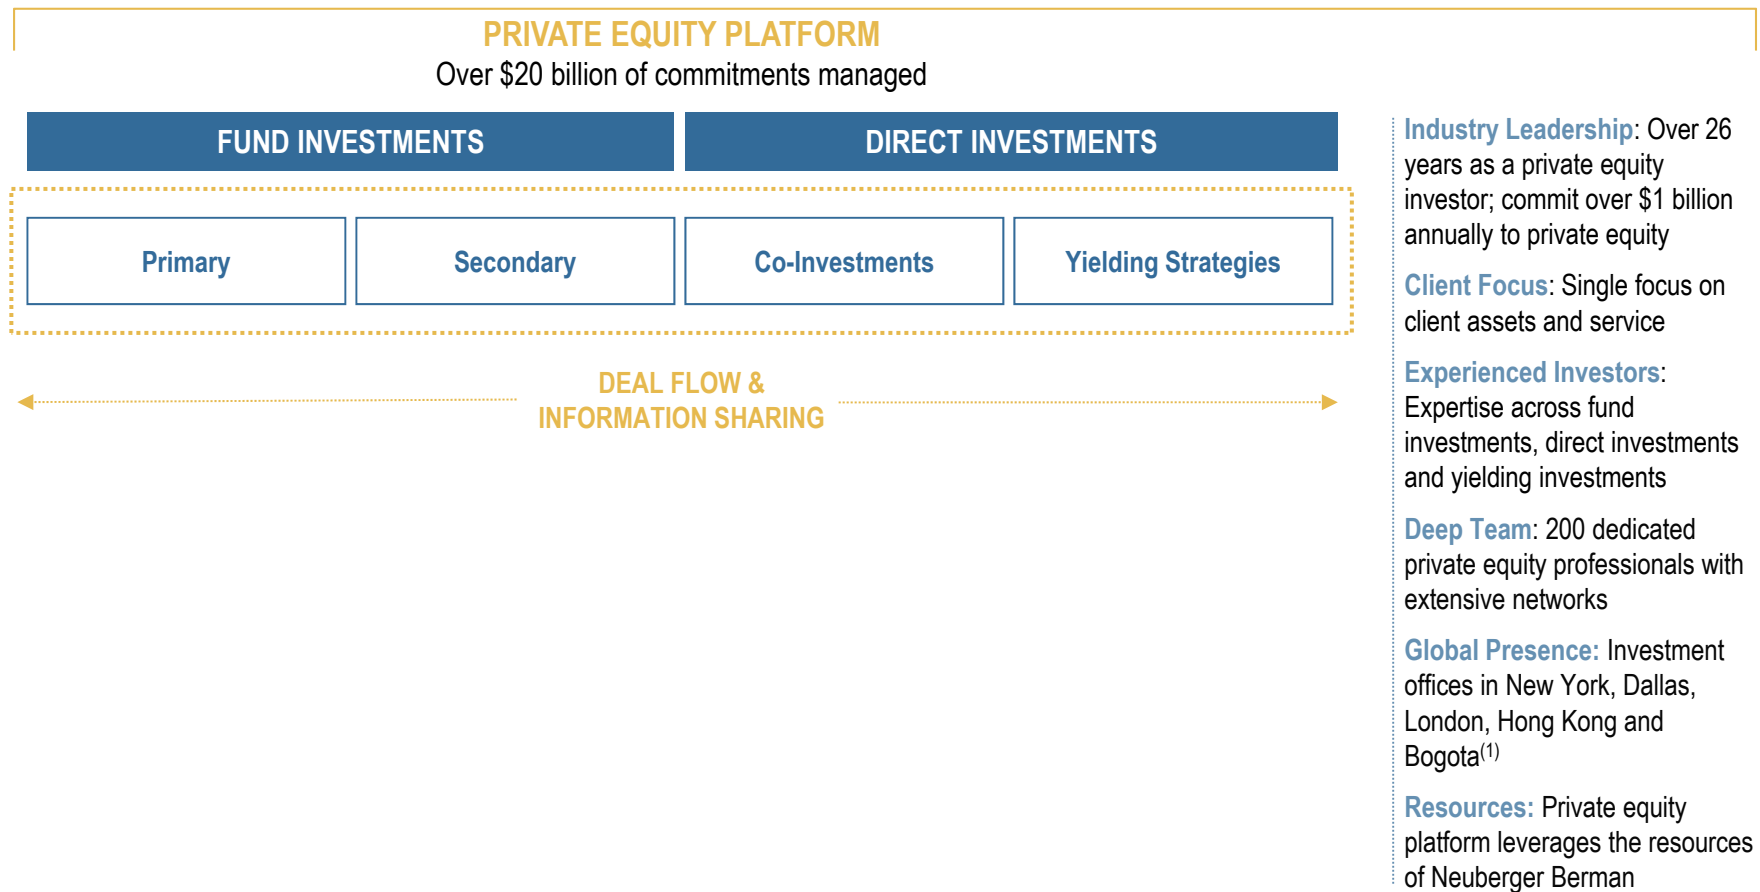 PRIVATE EQUITY PLATFORM
Over $20 billion of commitments managed
FUND INVESTMENTS
DIRECT INVESTMENTS
Primary
Secondary
Co-Investments
Yielding Strategies
DEAL FLOW &
INFORMATION SHARING
Industry Leadership: Over 26
years as a private equity
investor; commit over $1 billion
annually to private equity
Client Focus: Single focus on
client assets and service
Experienced Investors:
Expertise across fund
investments, direct investments
and yielding investments
Deep Team: 200 dedicated
private equity professionals with
extensive networks
Global Presence: Investment
offices in New York, Dallas,
London, Hong Kong and
Bogota(1)
Resources: Private equity
platform leverages the resources
of Neuberger Berman